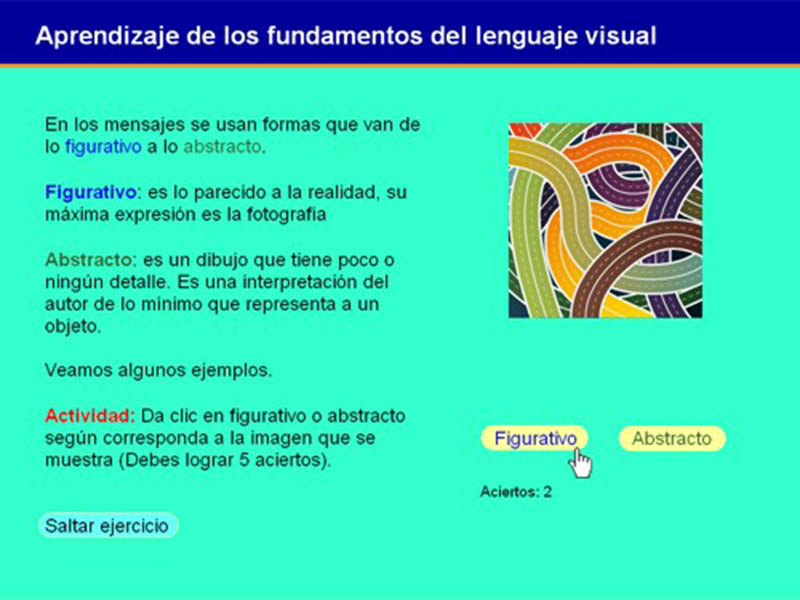 Aprendizaje de los fundamentos del lenguaje visual
En los mensajes se usan formas que van de
lo figurativo a lo abstracto.
Figurativo: es lo parecido a la realidad, su
máxima expresión es la fotografia
Abstracto: es un dibujo que tiene poco o
ningún detalle. Es una interpretación del
autor de lo minimo que representa a un
objeto.
Veamos algunos ejemplos.
Actividad: Da clic en figurativo o abstracto
según corresponda a la imagen que se
muestra (Debes lograr 5 aciertos).
Figurativo
Abstracto
Aciertos: 2
Saltar ejercicio